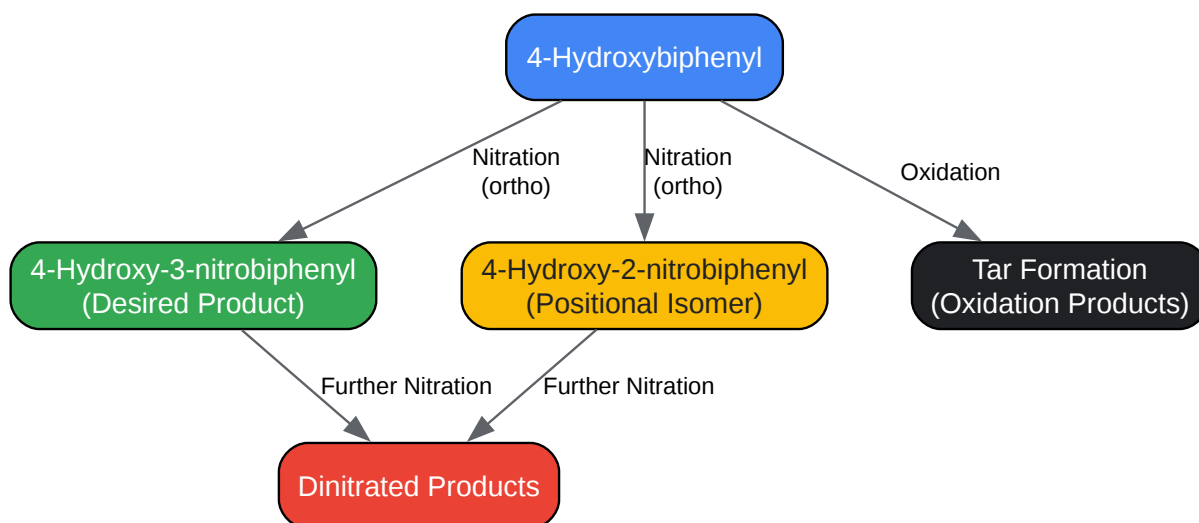 4-Hydroxybiphenyl
Nitration
(ortho)
Nitration
(ortho)
Oxidation
4-Hydroxy-3-nitrobiphenyl
(Desired Product)
4-Hydroxy-2-nitrobiphenyl
(Positional Isomer)
Tar Formation
(Oxidation Products)
Further Nitration
Further Nitration
Dinitrated Products